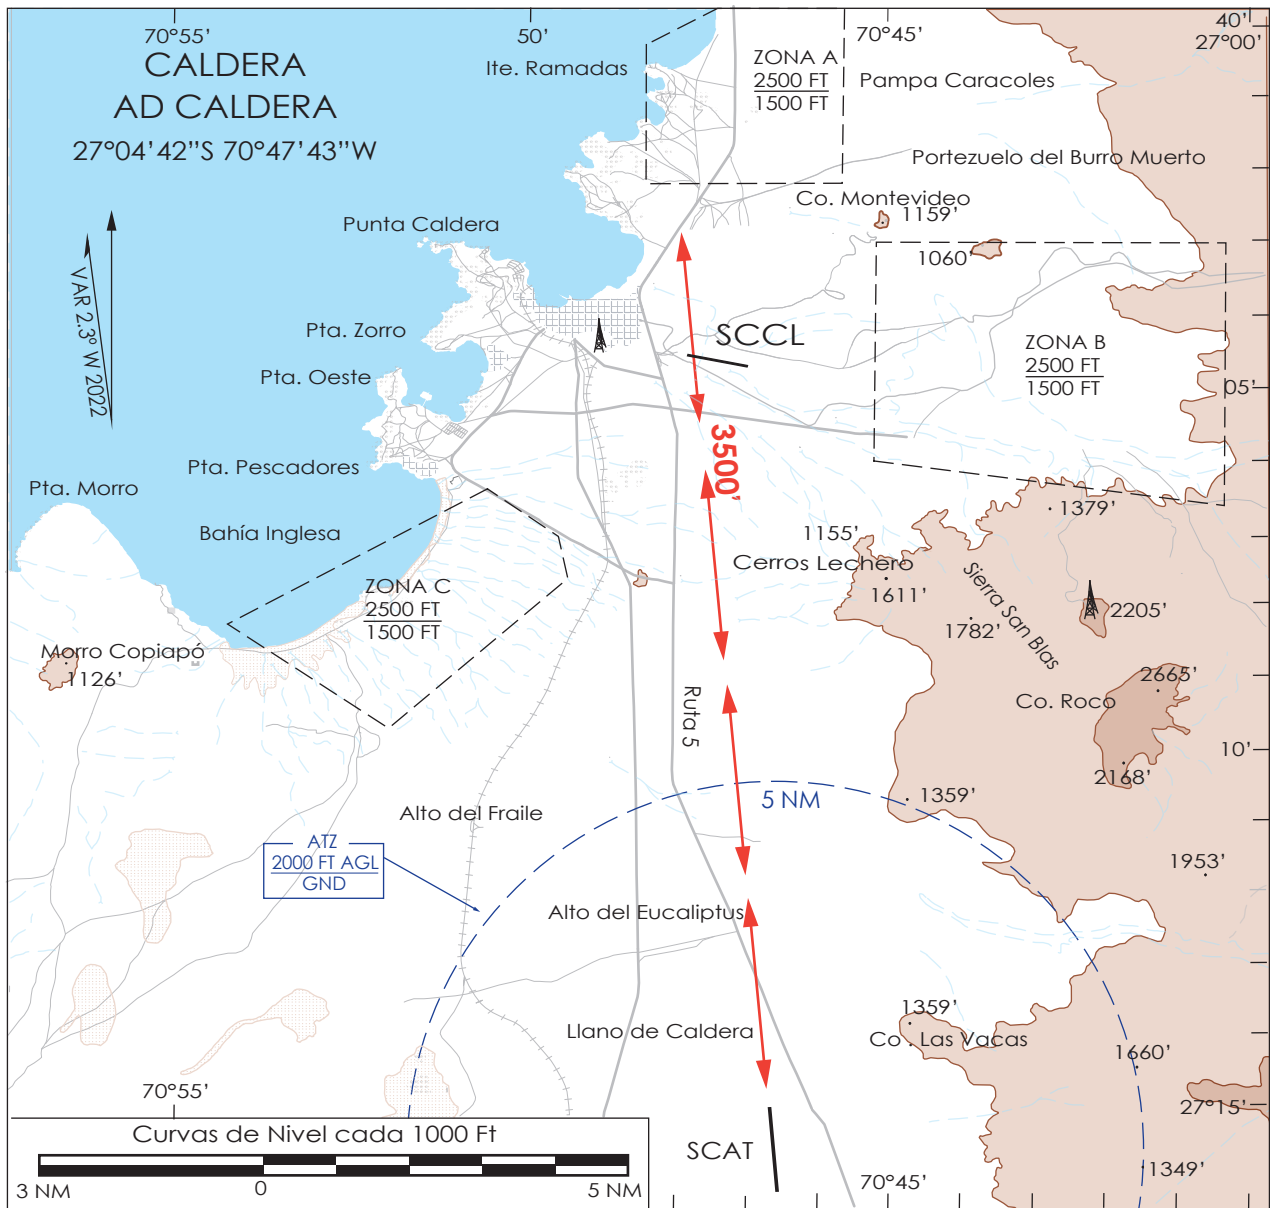 70°55'
50'
70°45'
40'
27°00'
CALDERA
AD CALDERA
27°04'42"S 70°47'43"W
Ite. Ramadas
ZONA A
2500 FT
1500 FT
Pampa Caracoles
Portezuelo del Burro Muerto
Co. Montevideo
1159'
1060'
Punta Caldera
VAR 2.3° W 2022
Pta. Zorro
SCCL
ZONA B
2500 FT
1500 FT
Pta. Oeste
05'
3500'
Pta. Pescadores
Pta. Morro
Bahía Inglesa
1379'
1155'
Cerros Lechero
1611'
Sierra San Blas
1782'
2205'
ZONA C
2500 FT
1500 FT
Morro Copiapó
1126'
Ruta 5
2665'
Co. Roco
10'
2168'
5 NM
1359'
Alto del Fraile
ATZ
2000 FT AGL
GND
1953'
Alto del Eucaliptus
Llano de Caldera
1359'
Co. Las Vacas
1660'
70°55'
27°15'
Curvas de Nivel cada 1000 Ft
3 NM
0
5 NM
SCAT
70°45'
1349'